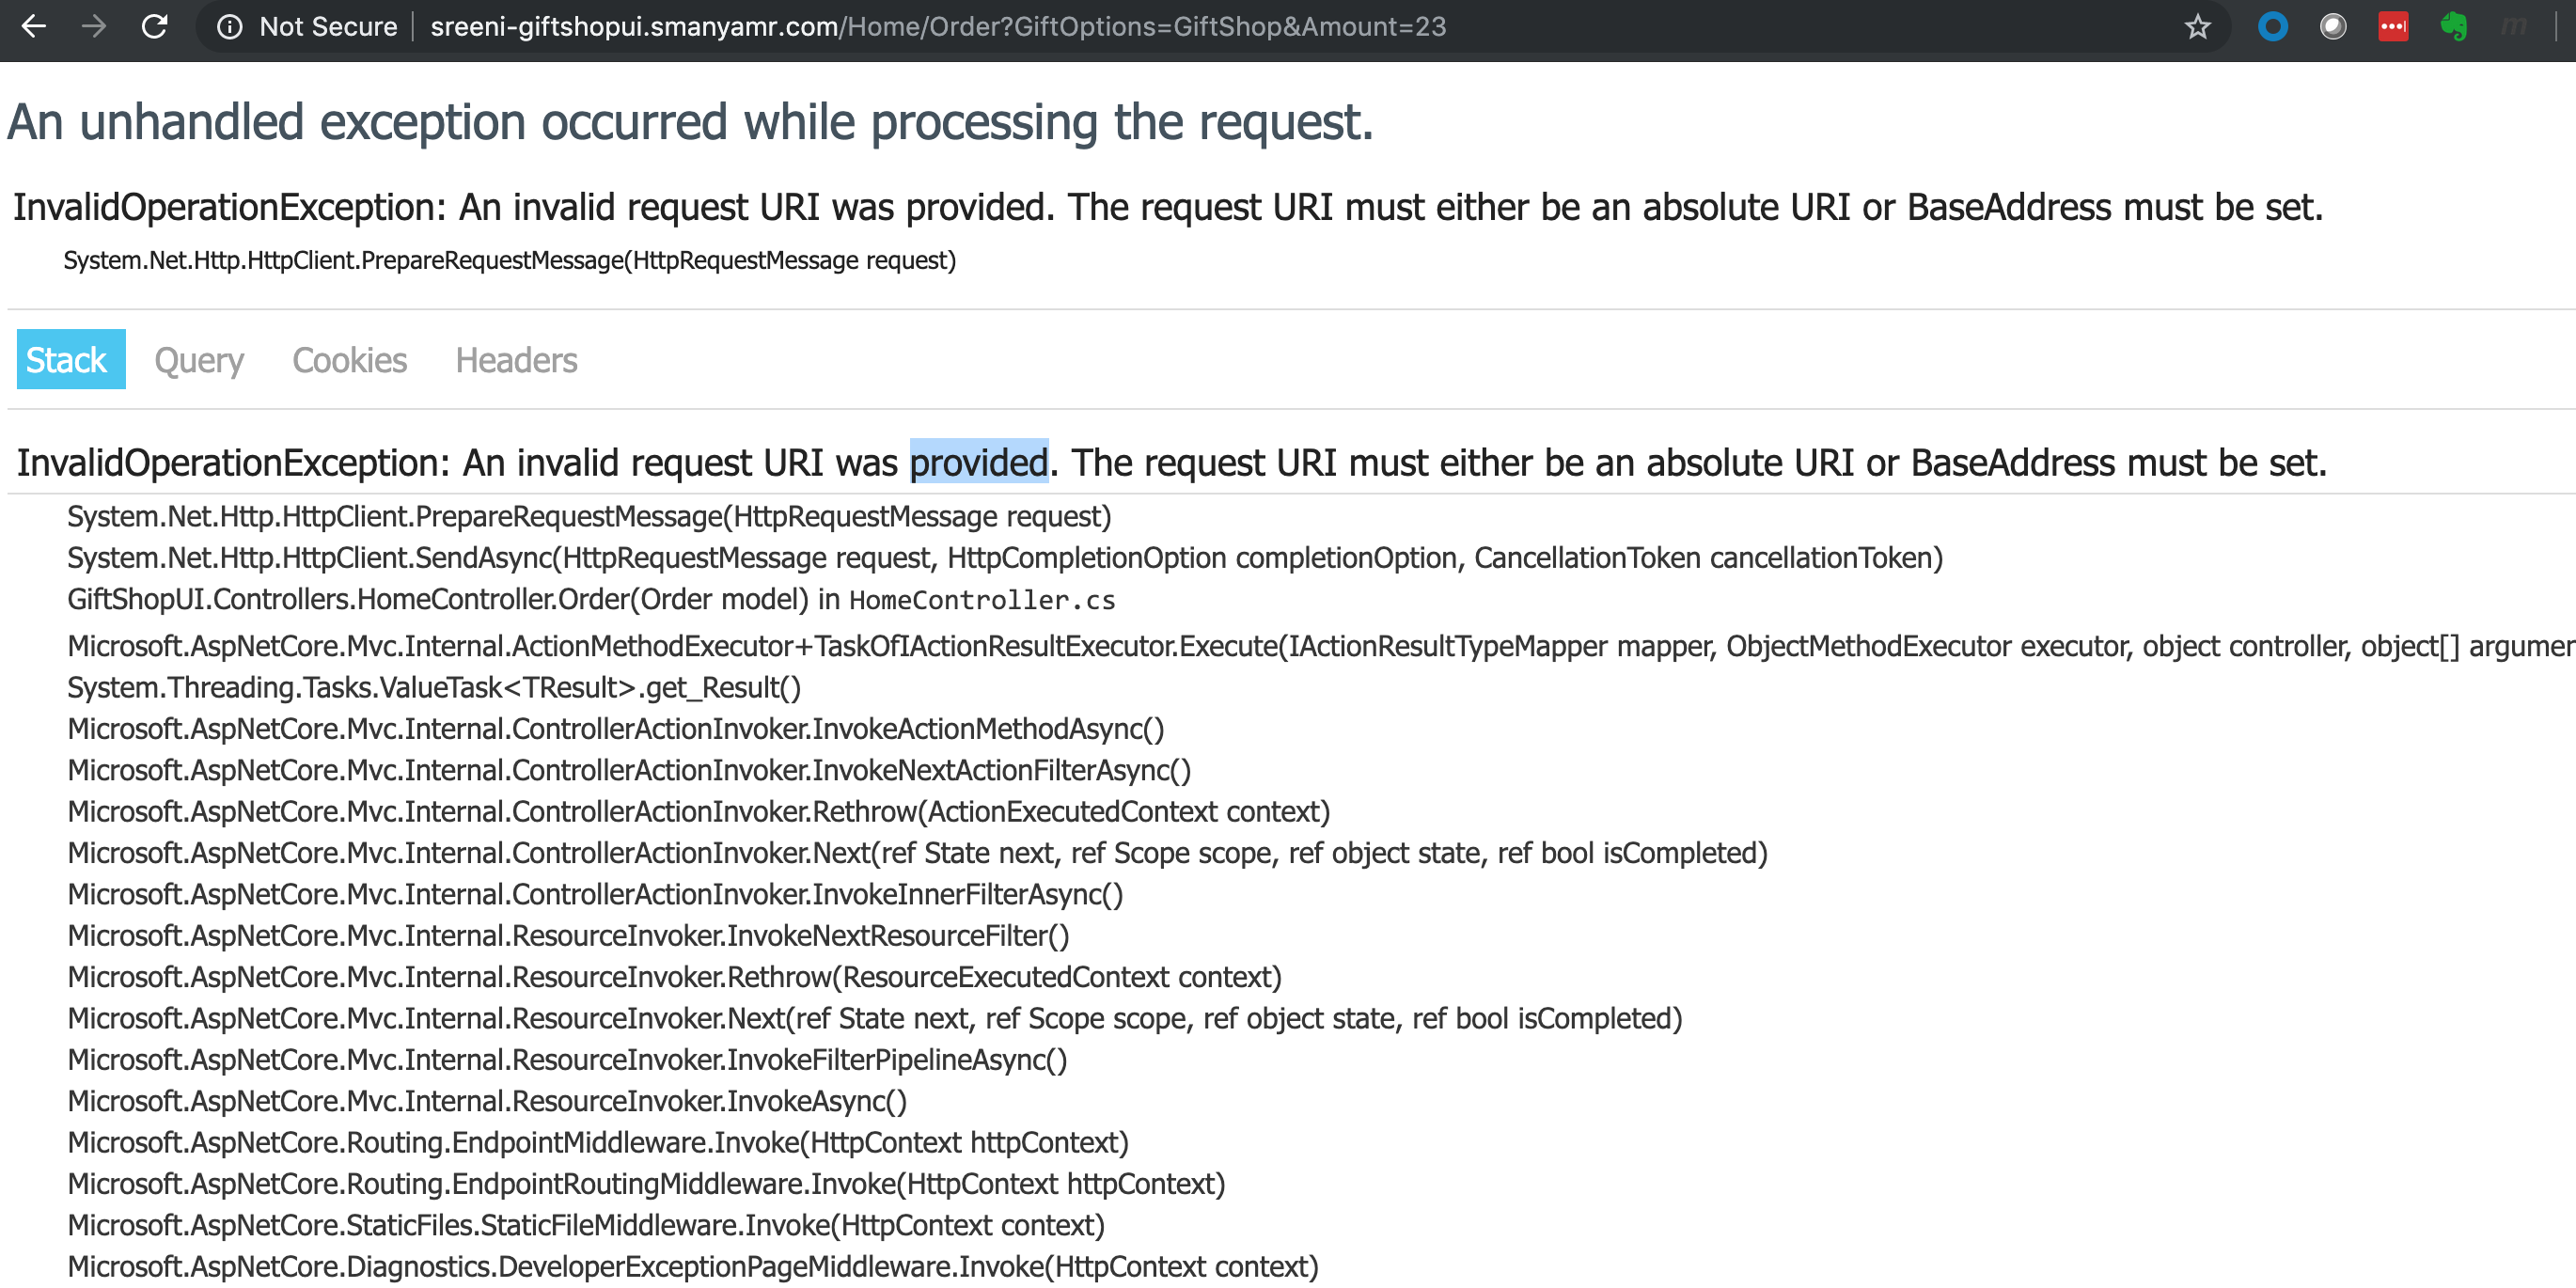 Not Secure sreeni-giftshopui.smanyamr.com/Home/Order?GiftOptions=GiftShop&Amount=23
An unhandled exception occurred while processing the request.
InvalidOperationException: An invalid request URI was provided. The request URI must either be an absolute URI or BaseAddress must be set.
System.Net.Http.HttpClient.PrepareRequestMessage(HttpRequestMessage request)
Stack Query Cookies Headers
InvalidOperationException: An invalid request URI was provided. The request URI must either be an absolute URI or BaseAddress must be set.
System.Net.Http.HttpClient.PrepareRequestMessage(HttpRequestMessage request)
System.Net.Http.HttpClient.SendAsync(HttpRequestMessage request, HttpCompletionOption completionOption, CancellationToken cancellationToken)
GiftShopUI.Controllers.HomeController.Order(Order model) in HomeController.cs
Microsoft.AspNetCore.Mvc.Internal.ActionMethodExecutor+TaskOfIActionResultExecutor.Execute(IActionResultTypeMapper mapper, ObjectMethodExecutor executor, object controller, object[] argumen
System.Threading.Tasks.ValueTask<TResult>.get_Result()
Microsoft.AspNetCore.Mvc.Internal.ControllerActionInvoker.InvokeActionMethodAsync()
Microsoft.AspNetCore.Mvc.Internal.ControllerActionInvoker.InvokeNextActionFilterAsync()
Microsoft.AspNetCore.Mvc.Internal.ControllerActionInvoker.Rethrow(ActionExecutedContext context)
Microsoft.AspNetCore.Mvc.Internal.ControllerActionInvoker.Next(ref State next, ref Scope scope, ref object state, ref bool isCompleted)
Microsoft.AspNetCore.Mvc.Internal.ControllerActionInvoker.InvokeInnerFilterAsync()
Microsoft.AspNetCore.Mvc.Internal.ResourceInvoker.InvokeNextResourceFilter()
Microsoft.AspNetCore.Mvc.Internal.ResourceInvoker.Rethrow(ResourceExecutedContext context)
Microsoft.AspNetCore.Mvc.Internal.ResourceInvoker.Next(ref State next, ref Scope scope, ref object state, ref bool isCompleted)
Microsoft.AspNetCore.Mvc.Internal.ResourceInvoker.InvokeFilterPipelineAsync()
Microsoft.AspNetCore.Mvc.Internal.ResourceInvoker.InvokeAsync()
Microsoft.AspNetCore.Routing.EndpointMiddleware.Invoke(HttpContext httpContext)
Microsoft.AspNetCore.Routing.EndpointRoutingMiddleware.Invoke(HttpContext httpContext)
Microsoft.AspNetCore.StaticFiles.StaticFileMiddleware.Invoke(HttpContext context)
Microsoft.AspNetCore.Diagnostics.DeveloperExceptionPageMiddleware.Invoke(HttpContext context)